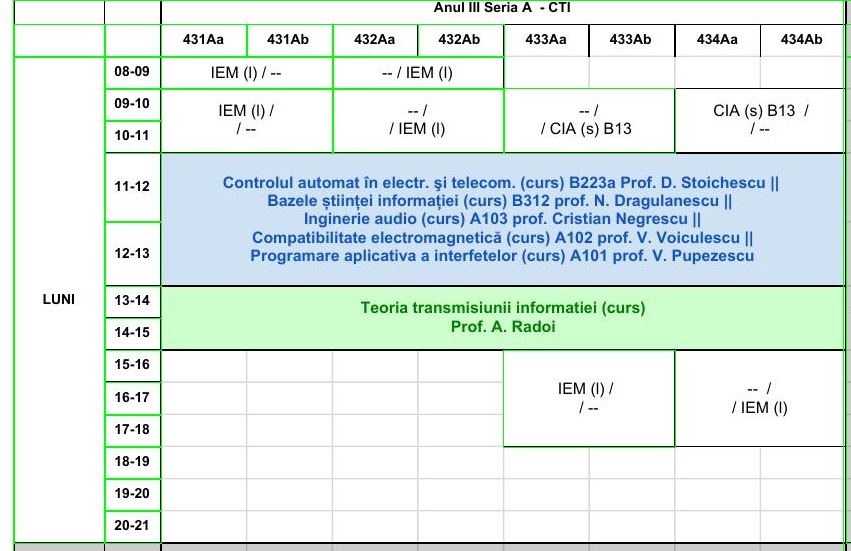 Anul III Seria A - CTI
431Aa 431Ab 432Aa 432Ab 433Aa 433Ab 434Aa 434Ab
LUNI
08-09 IEM (l) / -- -- / IEM (l)
09-10
IEM (l) / -- / -- / CIA (s) B13 /
/ -- / IEM (l) / CIA (s) B13 / --
10-11
11-12
Controlul automat în electr. şi telecom. (curs) B223a Prof. D. Stoichescu ||
Bazele științei informației (curs) B312 prof. N. Dragulanescu ||
Inginerie audio (curs) A103 prof. Cristian Negrescu ||
Compatibilitate electromagnetică (curs) A102 prof. V. Voiculescu ||
Programare aplicativa a interfetelor (curs) A101 prof. V. Pupezescu
12-13
13-14
Teoria transmisiunii informatiei (curs)
Prof. A. Radoi
14-15
15-16
16-17
IEM (l) / -- /
/ -- / IEM (l)
17-18
18-19
19-20
20-21